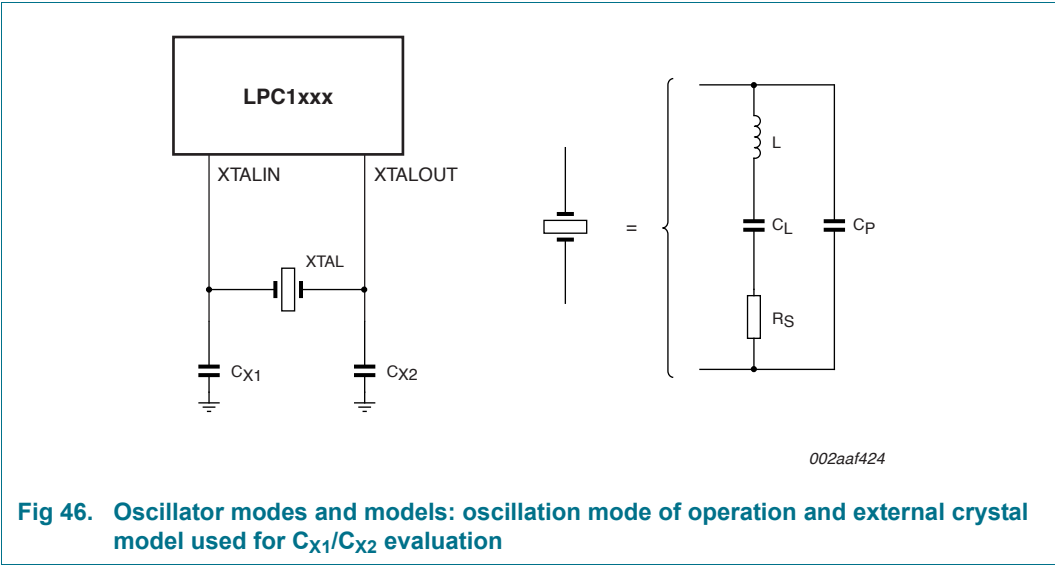 LPC1xxx
XTALIN
XTALOUT
XTAL
CX1
CX2
=
L
CL
CP
RS
002aaf424
Fig 46. Oscillator modes and models: oscillation mode of operation and external crystal
model used for CX1/CX2 evaluation